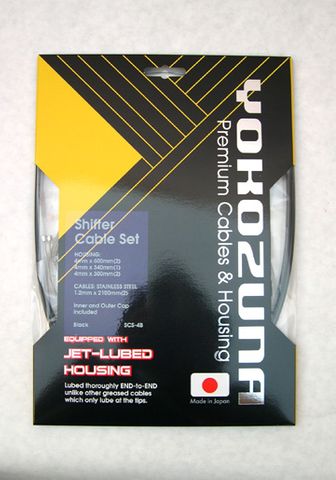 YOKOZUNA
Premium Cables & Housing
Shifter
Cable Set
HOUSING:
4mm x 600mm(2)
4mm x 340mm(1)
4mm x 300mm(2)
CABLES: STAINLESS STEEL
1.2mm x 2100mm(2)
Inner and Outer Cap
included
Black SCS-4B
EQUIPPED WITH
JET-LUBED
HOUSING
Lubed thoroughly END-to-END
unlike other greased cables
which only lube at the tips.
Made in Japan